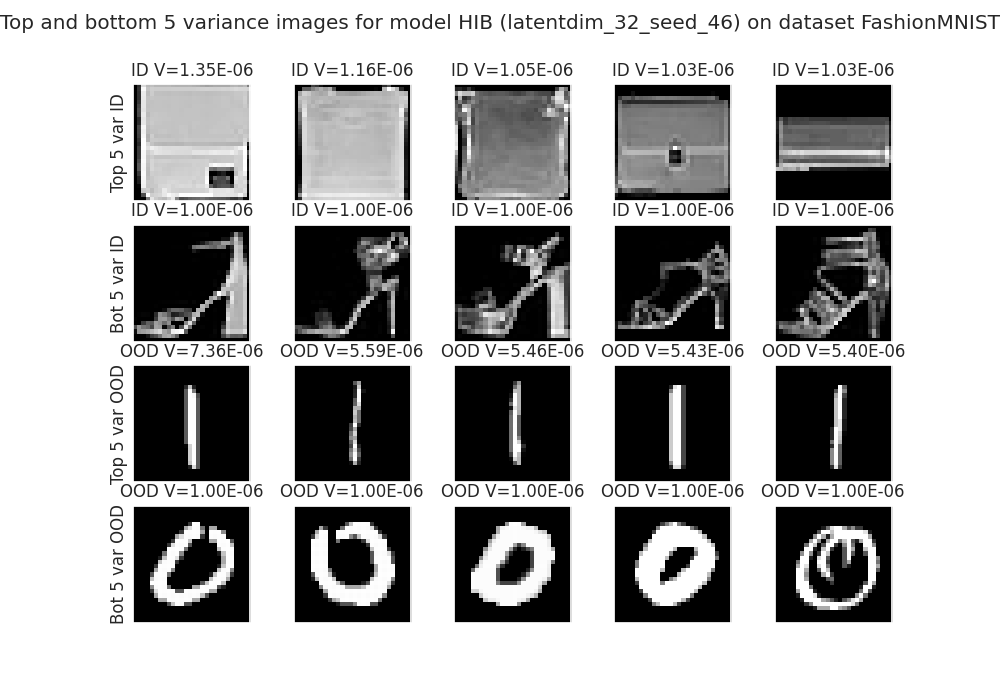 Top and bottom 5 variance images for model HIB (latentdim_32_seed_46) on dataset FashionMNIST
ID V=1.35E-06 ID V=1.16E-06 ID V=1.05E-06 ID V=1.03E-06 ID V=1.03E-06
Top 5 var ID
ID V=1.00E-06 ID V=1.00E-06 ID V=1.00E-06 ID V=1.00E-06 ID V=1.00E-06
Bot 5 var ID
OOD V=7.36E-06 OOD V=5.59E-06 OOD V=5.46E-06 OOD V=5.43E-06 OOD V=5.40E-06
Top 5 var OOD
OOD V=1.00E-06 OOD V=1.00E-06 OOD V=1.00E-06 OOD V=1.00E-06 OOD V=1.00E-06
Bot 5 var OOD